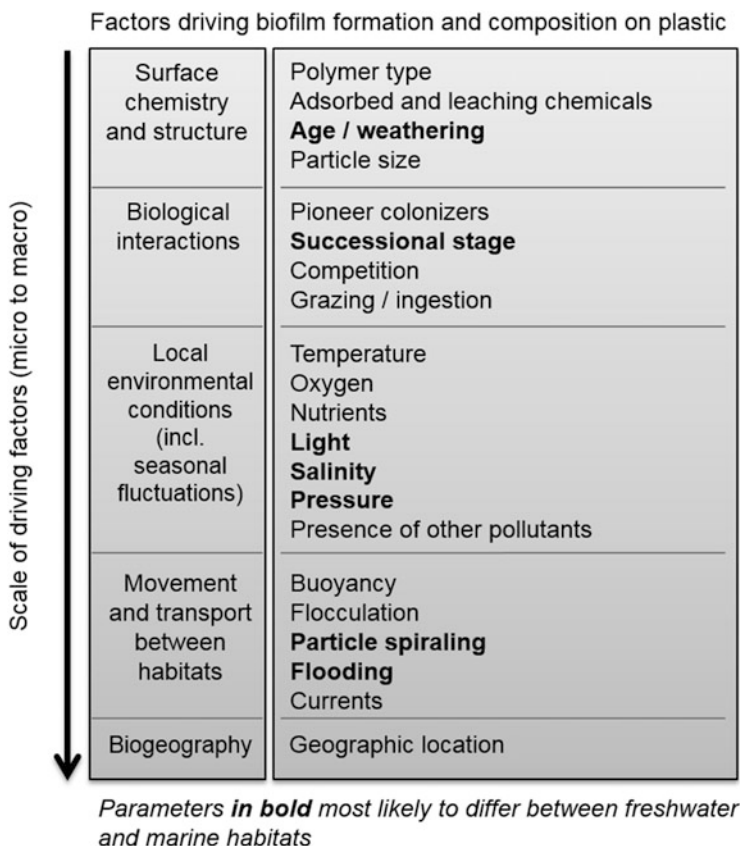 Factors driving biofilm formation and composition on plastic
Scale of driving factors (micro to macro)
Surface
chemistry
and structure
Polymer type
Adsorbed and leaching chemicals
Age / weathering
Particle size
Biological
interactions
Pioneer colonizers
Successional stage
Competition
Grazing / ingestion
Local
environmental
conditions
(incl.
seasonal
fluctuations)
Temperature
Oxygen
Nutrients
Light
Salinity
Pressure
Presence of other pollutants
Movement
and transport
between
habitats
Buoyancy
Flocculation
Particle spiraling
Flooding
Currents
Biogeography
Geographic location
Parameters in bold most likely to differ between freshwater
and marine habitats